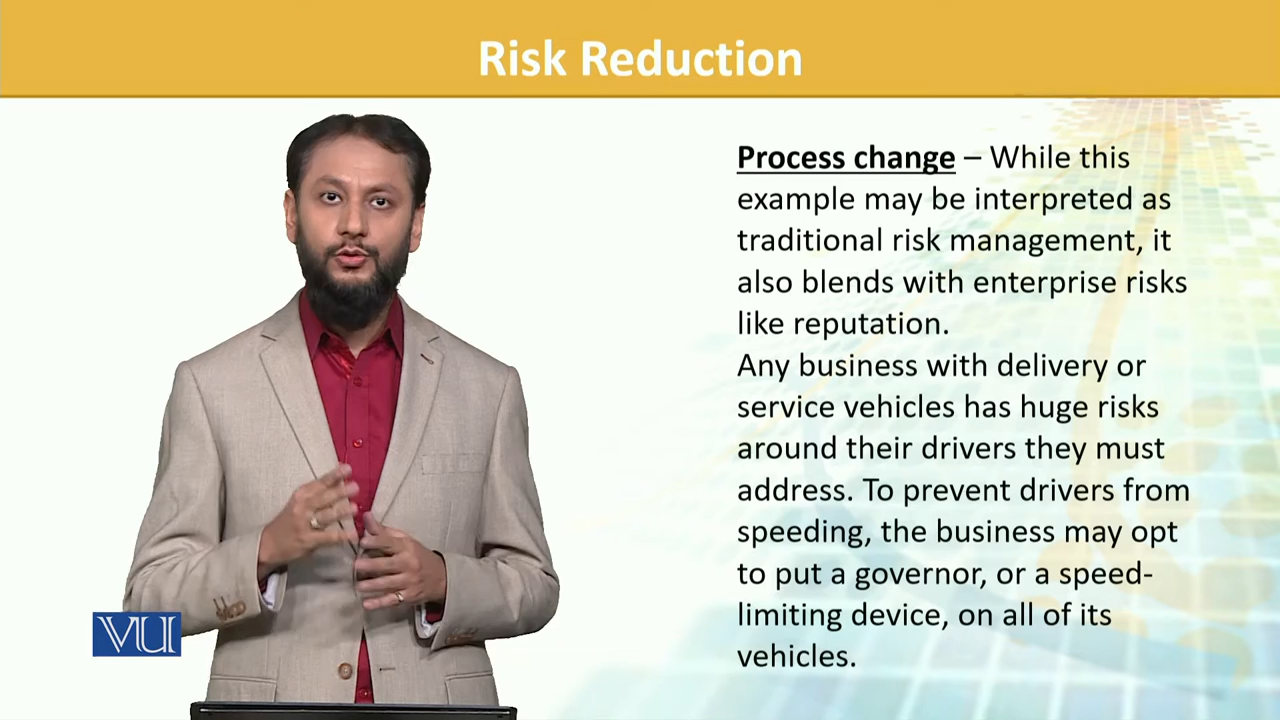 Risk Reduction
Process change – While this
example may be interpreted as
traditional risk management, it
also blends with enterprise risks
like reputation.
Any business with delivery or
service vehicles has huge risks
around their drivers they must
address. To prevent drivers from
speeding, the business may opt
to put a governor, or a speed-
limiting device, on all of its
vehicles.
VU